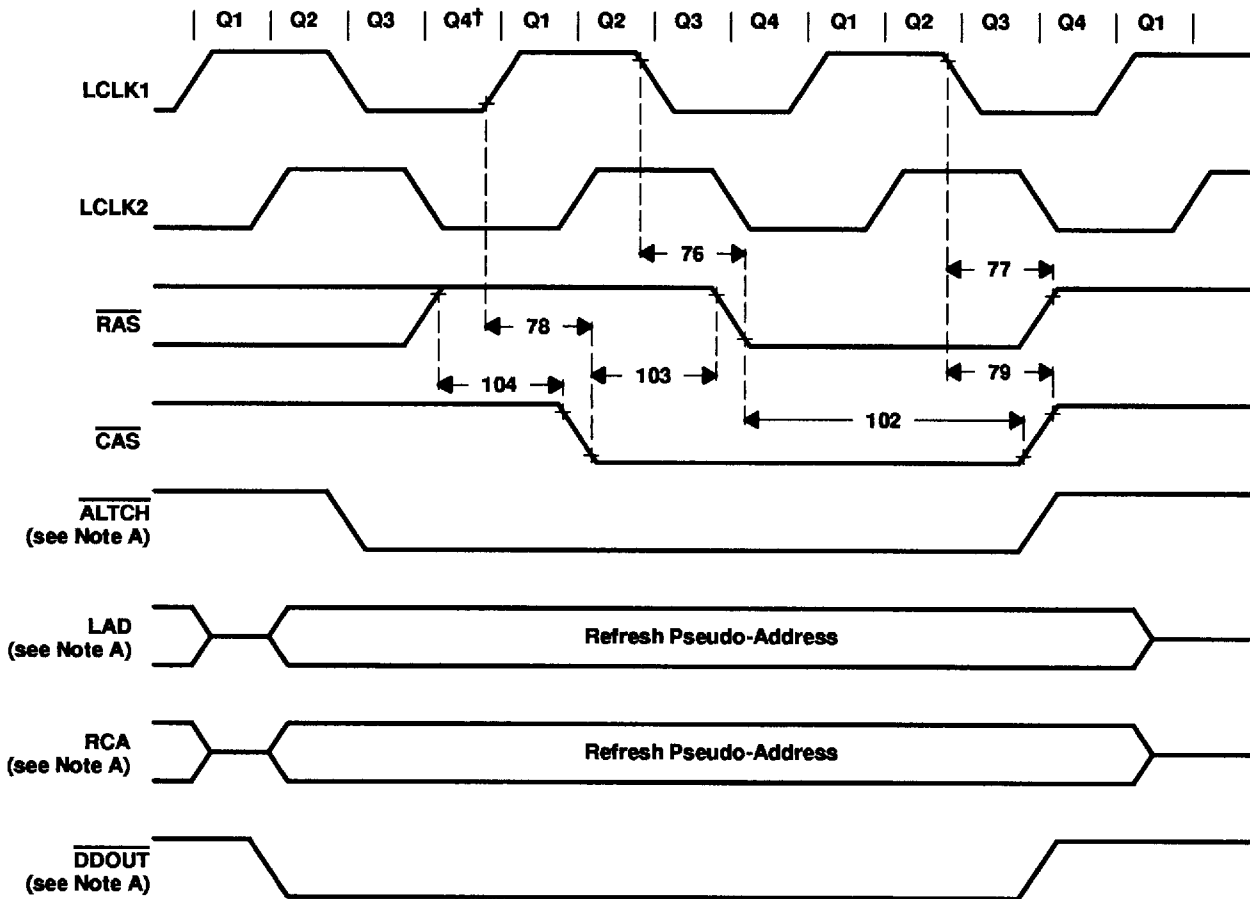 Q1 Q2 Q3 Q4† Q1 Q2 Q3 Q4 Q1 Q2 Q3 Q4 Q1
LCLK1
LCLK2
76 77
RAS
78
103 79
104
102
CAS
ALTCH
(see Note A)
LAD
(see Note A)
Refresh Pseudo-Address
RCA
(see Note A)
Refresh Pseudo-Address
DDOUT
(see Note A)